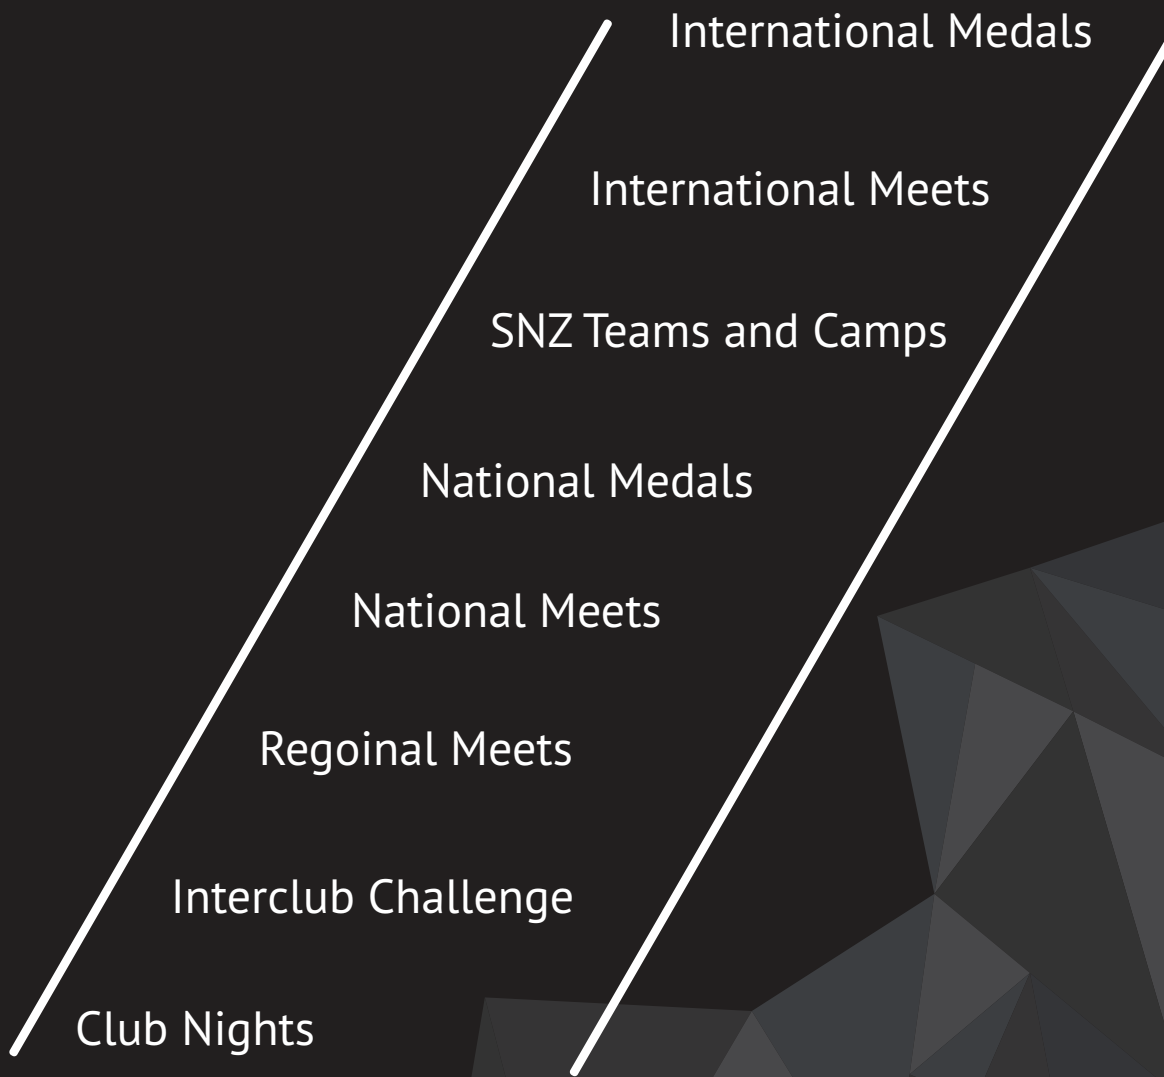 International Medals
International Meets
SNZ Teams and Camps
National Medals
National Meets
Regoinal Meets
Interclub Challenge
Club Nights